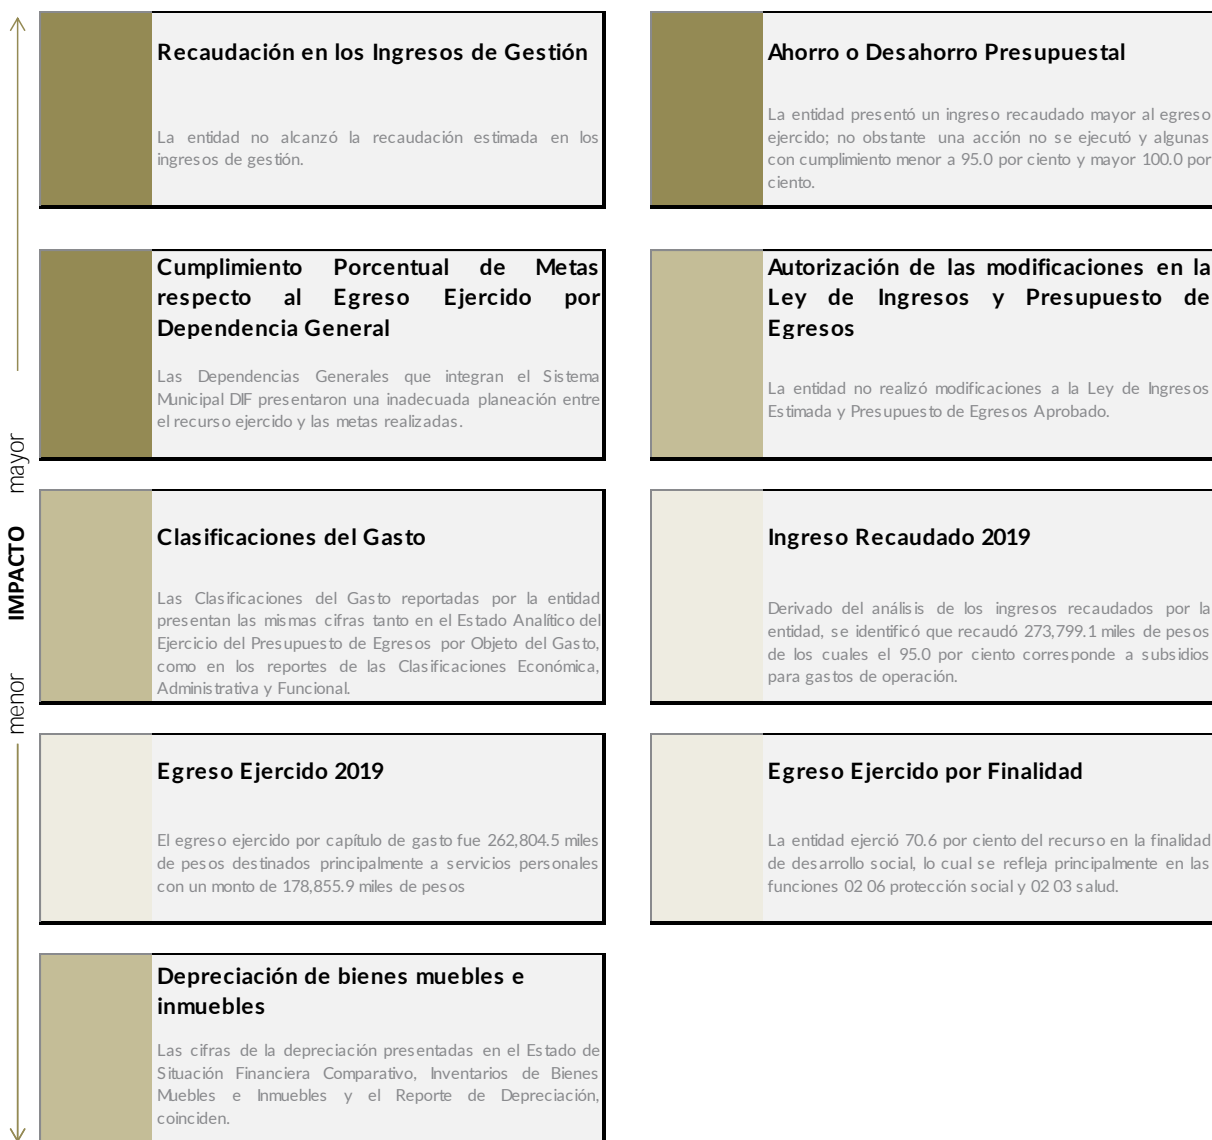 Recaudación en los Ingresos de Gestión
La entidad no alcanzó la recaudación estimada en los
ingresos de gestión.
Ahorro o Desahorro Presupuestal
La entidad presentó un ingreso recaudado mayor al egreso
ejercido; no obstante una acción no se ejecutó y algunas
con cumplimiento menor a 95.0 por ciento y mayor 100.0 por
ciento.
Cumplimiento Porcentual de Metas
respecto al Egreso Ejercido por
Dependencia General
Las Dependencias Generales que integran el Sistema
Municipal DIF presentaron una inadecuada planeación entre
el recurso ejercido y las metas realizadas.
Autorización de las modificaciones en la
Ley de Ingresos y Presupuesto de
Egresos
La entidad no realizó modificaciones a la Ley de Ingresos
Estimada y Presupuesto de Egresos Aprobado.
menor IMPACTO mayor
Clasificaciones del Gasto
Las Clasificaciones del Gasto reportadas por la entidad
presentan las mismas cifras tanto en el Estado Analítico del
Ejercicio del Presupuesto de Egresos por Objeto del Gasto,
como en los reportes de las Clasificaciones Económica,
Administrativa y Funcional.
Ingreso Recaudado 2019
Derivado del análisis de los ingresos recaudados por la
entidad, se identificó que recaudó 273,799.1 miles de pesos
de los cuales el 95.0 por ciento corresponde a subsidios
para gastos de operación.
Egreso Ejercido 2019
El egreso ejercido por capítulo de gasto fue 262,804.5 miles
de pesos destinados principalmente a servicios personales
con un monto de 178,855.9 miles de pesos
Egreso Ejercido por Finalidad
La entidad ejerció 70.6 por ciento del recurso en la finalidad
de desarrollo social, lo cual se refleja principalmente en las
funciones 02 06 protección social y 02 03 salud.
Depreciación de bienes muebles e
inmuebles
Las cifras de la depreciación presentadas en el Estado de
Situación Financiera Comparativo, Inventarios de Bienes
Muebles e Inmuebles y el Reporte de Depreciación,
coinciden.